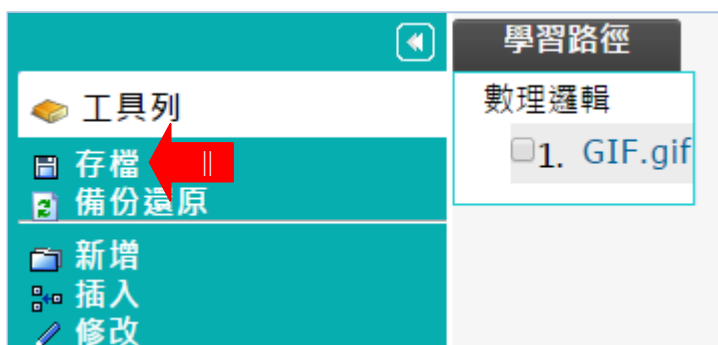 工具列
存檔
備份還原
新增
插入
修改
學習路徑
數理邏輯
1. GIF.gif